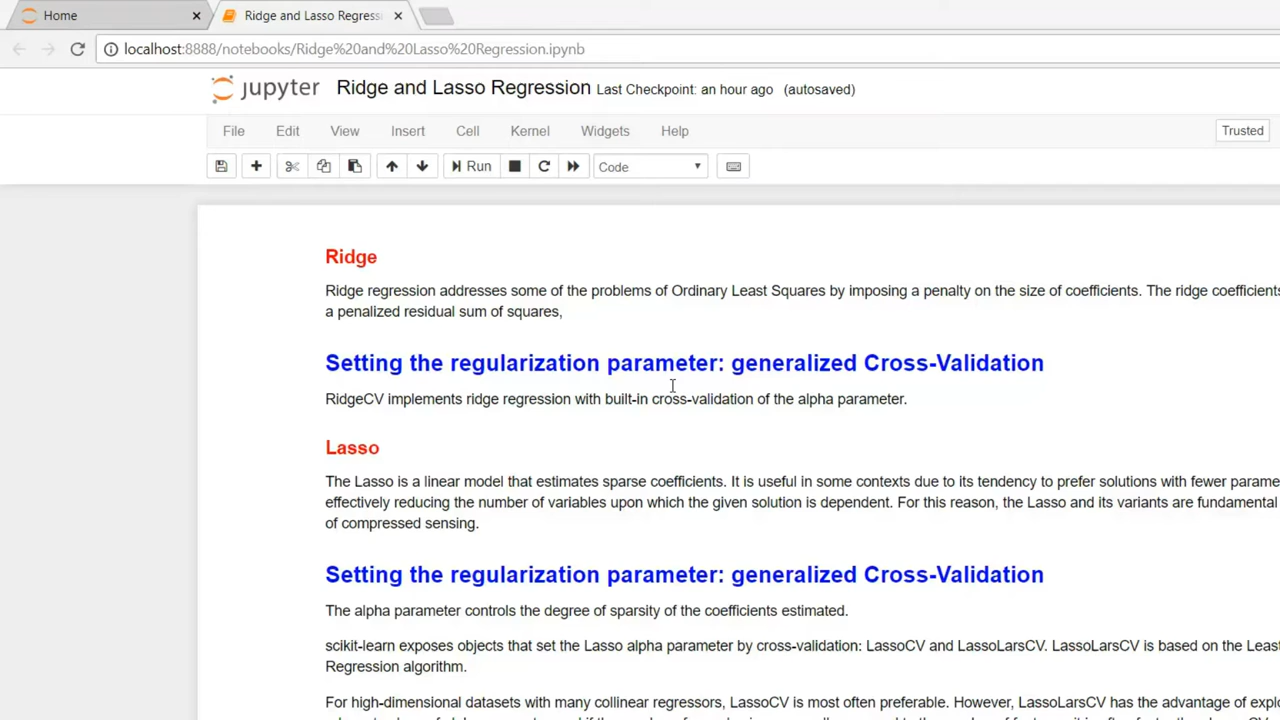 Home
Ridge and Lasso Regress
localhost:8888/notebooks/Ridge%20and%20Lasso%20Regression.ipynb
jupyter Ridge and Lasso Regression Last Checkpoint: an hour ago (autosaved)
File Edit View Insert Cell Kernel Widgets Help Trusted
Run Code
Ridge
Ridge regression addresses some of the problems of Ordinary Least Squares by imposing a penalty on the size of coefficients. The ridge coefficients
a penalized residual sum of squares,
Setting the regularization parameter: generalized Cross-Validation
RidgeCV implements ridge regression with built-in cross-validation of the alpha parameter.
Lasso
The Lasso is a linear model that estimates sparse coefficients. It is useful in some contexts due to its tendency to prefer solutions with fewer parame
effectively reducing the number of variables upon which the given solution is dependent. For this reason, the Lasso and its variants are fundamental
of compressed sensing.
Setting the regularization parameter: generalized Cross-Validation
The alpha parameter controls the degree of sparsity of the coefficients estimated.
scikit-learn exposes objects that set the Lasso alpha parameter by cross-validation: LassoCV and LassoLarsCV. LassoLarsCV is based on the Least
Regression algorithm.
For high-dimensional datasets with many collinear regressors, LassoCV is most often preferable. However, LassoLarsCV has the advantage of expl